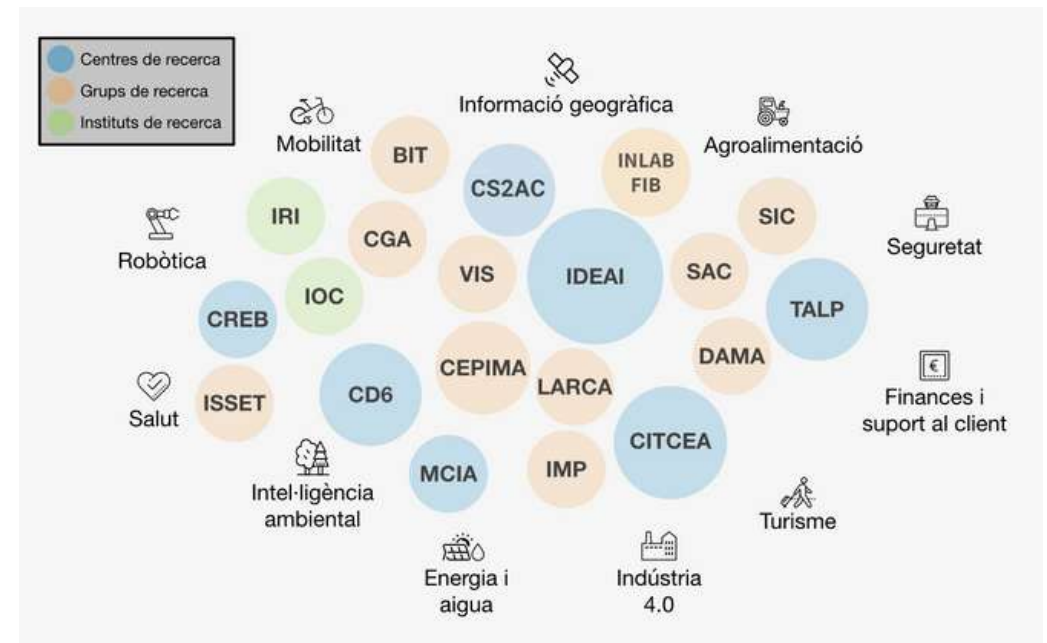 Centres de recerca
Grups de recerca
Instituts de recerca
Informació geogràfica
Mobilitat
Agroalimentació
BIT
INLAB
FIB
CS2AC
IRI
SIC
CGA
Seguretat
Robòtica
VIS
IDEAI
SAC
IOC
TALP
CREB
DAMA
CEPIMA
LARCA
CD6
€
Salut
ISSET
Finances i
suport al client
CITCEA
MCIA
IMP
Intel·ligència
ambiental
Turisme
Energia i
aigua
Indústria
4.0